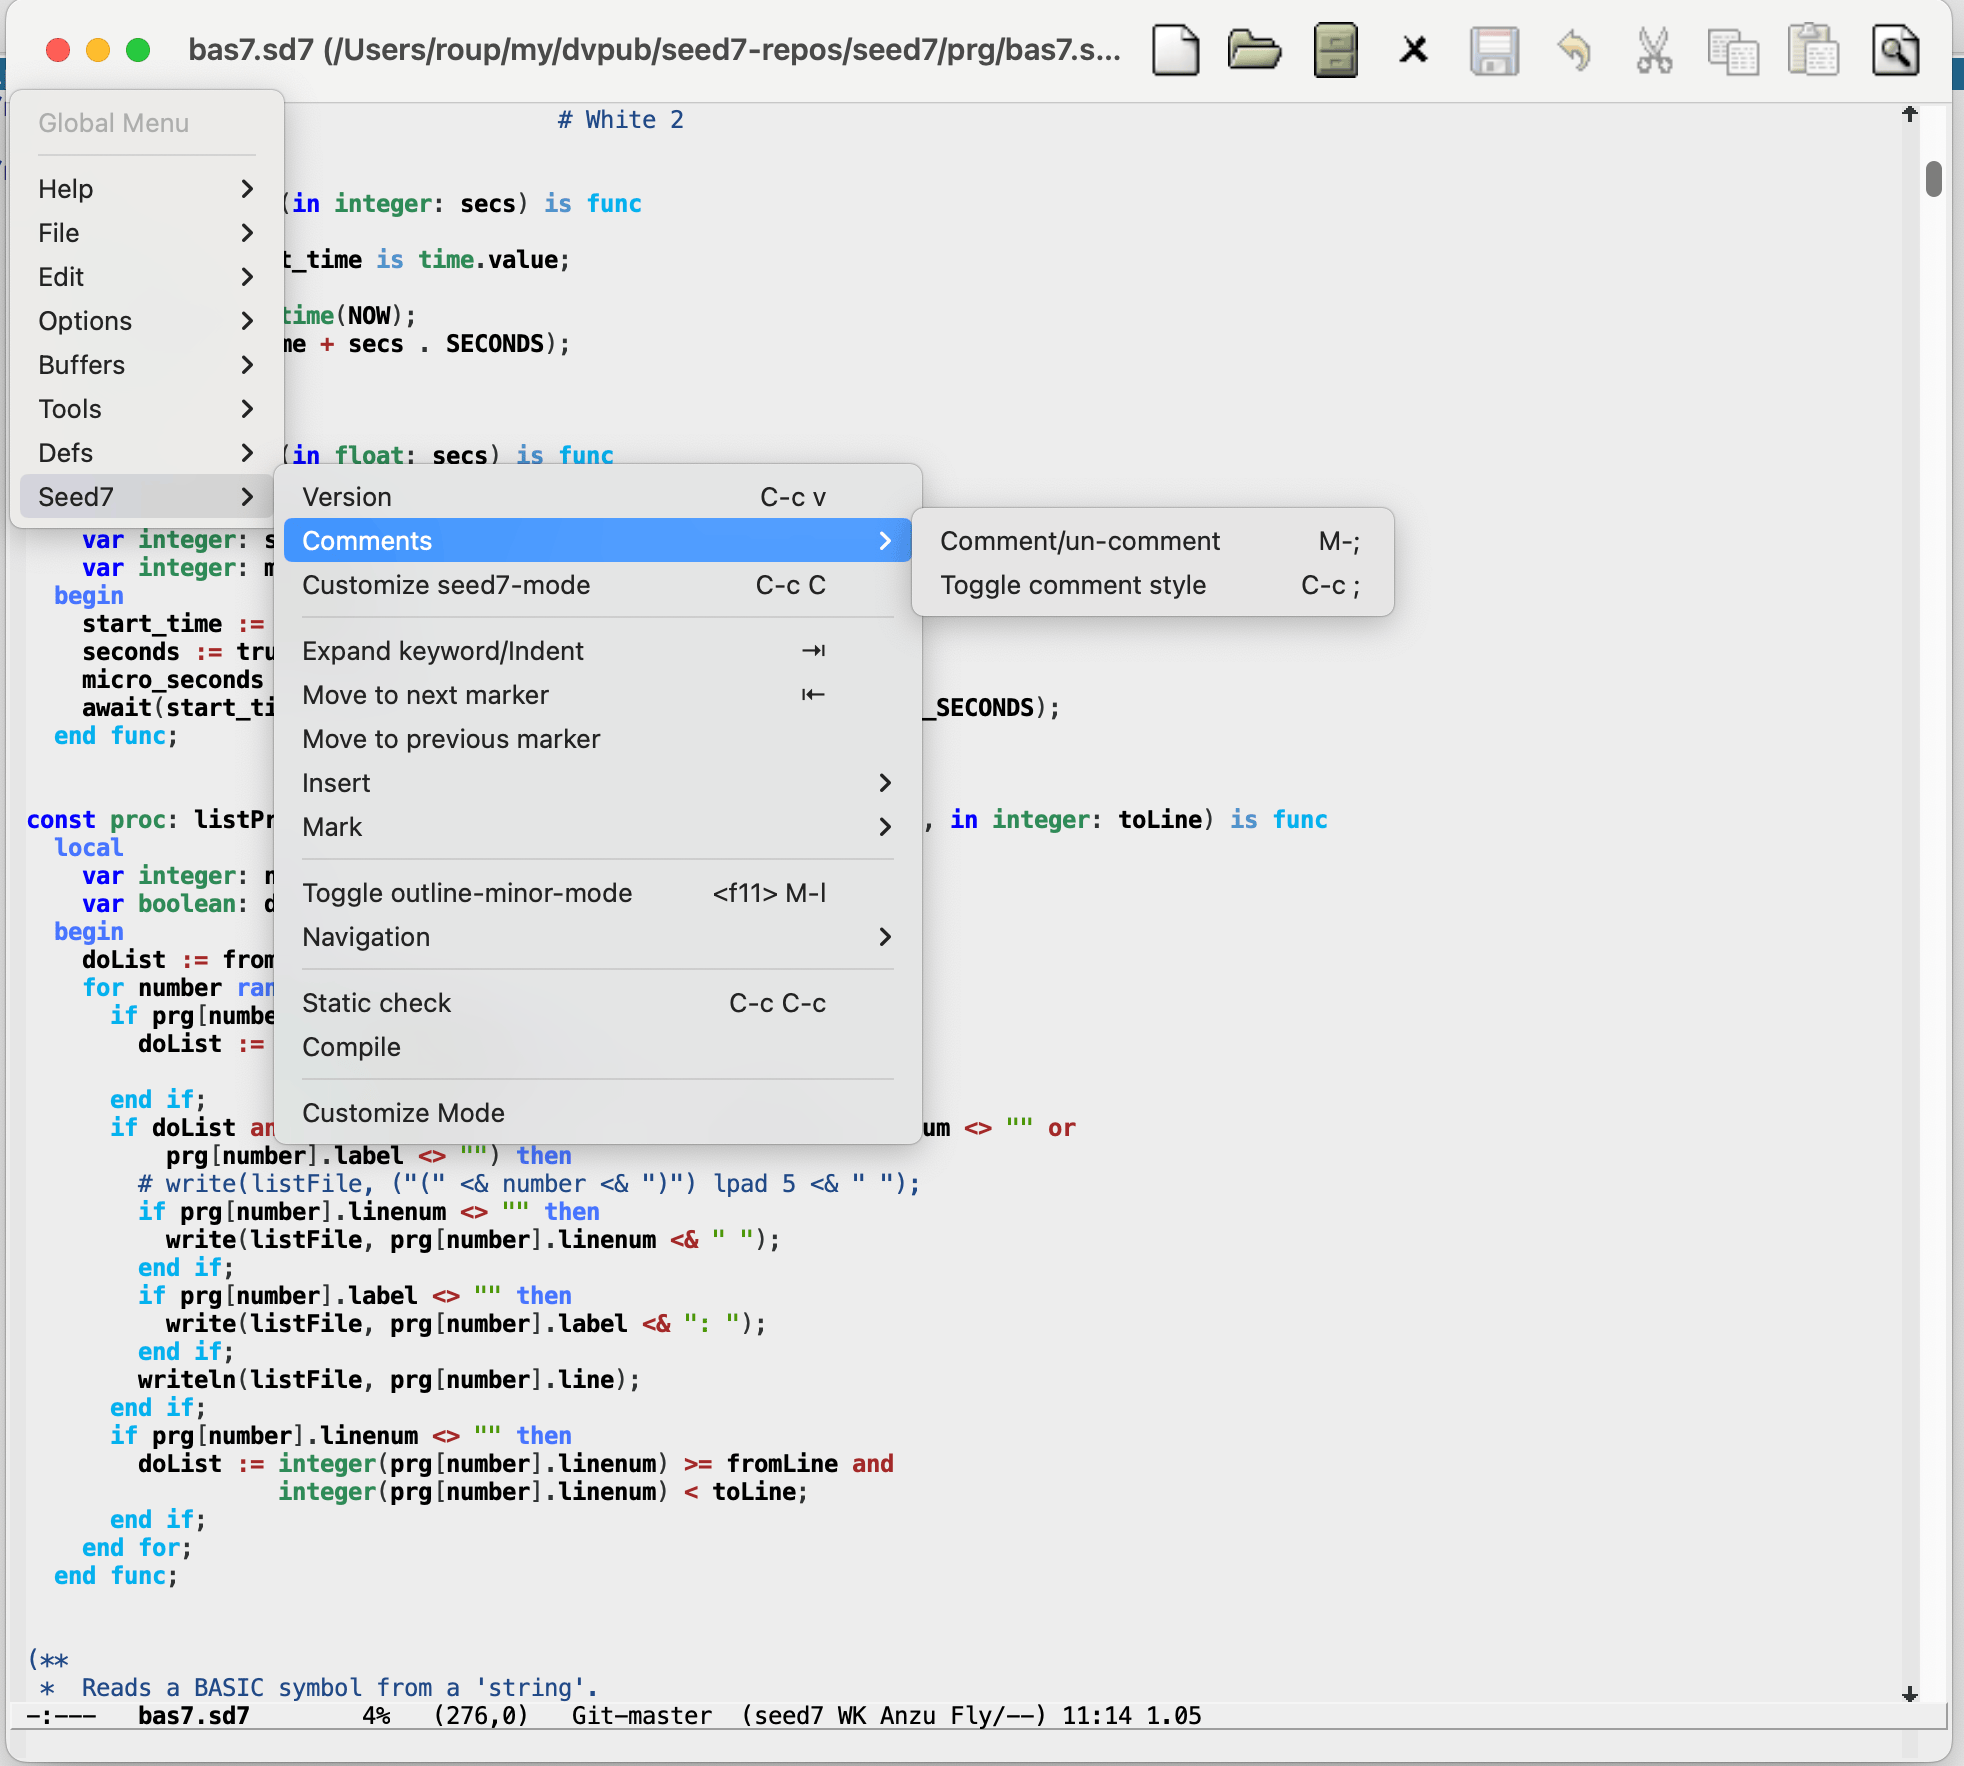 bas7.sd7 (/Users/roup/my/dvpub/seed7-repos/seed7/prg/bas7.s...
Global Menu
Help
File
Edit
Options
Buffers
Tools
Defs
Seed7
# White 2
(in integer: secs) is func
t_time is time.value;
time(NOW);
me + secs . SECONDS);
(in float: secs) is func
Version C-c v
Comments
Customize seed7-mode C-c C
Expand keyword/Indent ⇥
Move to next marker ⇤
Move to previous marker
Insert
Mark
Toggle outline-minor-mode <f11> M-l
Navigation
Static check C-c C-c
Compile
Customize Mode
Comment/un-comment M-;
Toggle comment style C-c ;
var integer: s
var integer: m
begin
start_time :=
seconds := tru
micro_seconds
await(start_ti _SECONDS);
end func;
const proc: listPr , in integer: toLine) is func
local
var integer: n
var boolean: d
begin
doList := from
for number ran
if prg[numbe
doList :=
end if;
if doList an um <> "" or
prg[number].label <> "") then
# write(listFile, ("(" <& number <& ")") lpad 5 <& " ");
if prg[number].linenum <> "" then
write(listFile, prg[number].linenum <& " ");
end if;
if prg[number].label <> "" then
write(listFile, prg[number].label <& ": ");
end if;
writeln(listFile, prg[number].line);
end if;
if prg[number].linenum <> "" then
doList := integer(prg[number].linenum) >= fromLine and
integer(prg[number].linenum) < toLine;
end if;
end for;
end func;
(**
* Reads a BASIC symbol from a 'string'.
-:--- bas7.sd7 4% (276,0) Git-master (seed7 WK Anzu Fly/--) 11:14 1.05